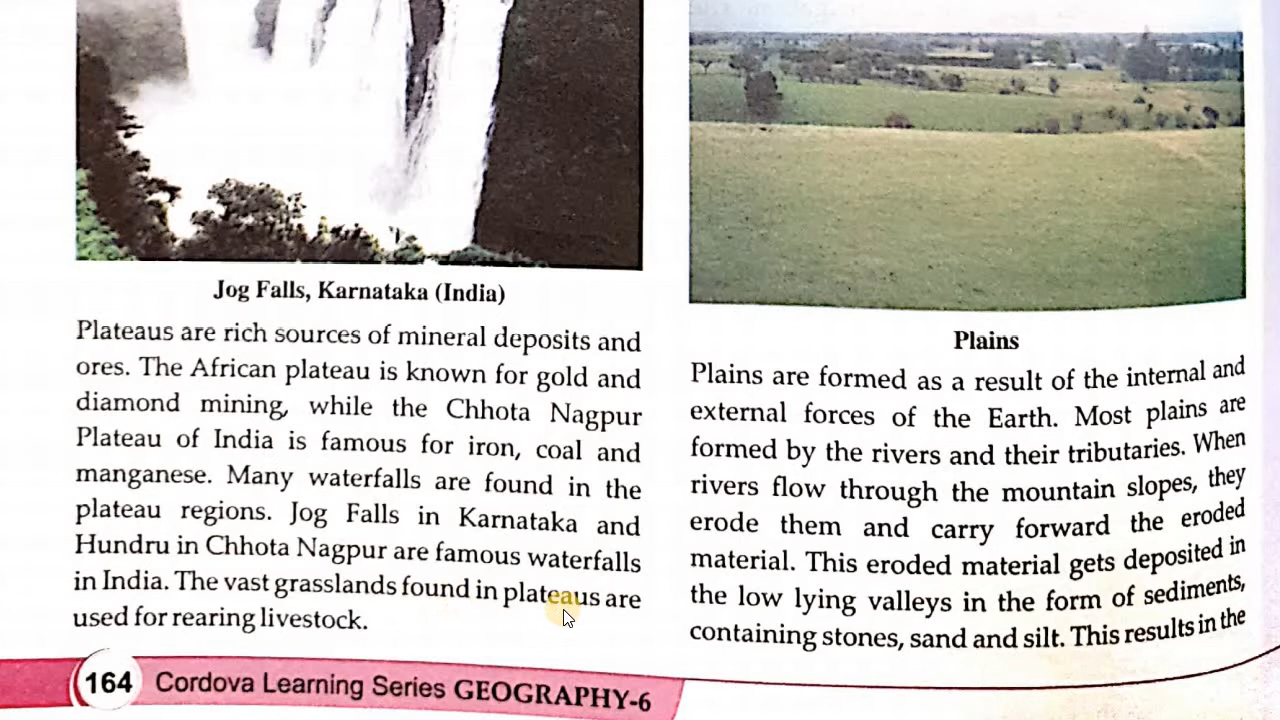 Jog Falls, Karnataka (India)
Plateaus are rich sources of mineral deposits and
ores. The African plateau is known for gold and
diamond mining, while the Chhota Nagpur
Plateau of India is famous for iron, coal and
manganese. Many waterfalls are found in the
plateau regions. Jog Falls in Karnataka and
Hundru in Chhota Nagpur are famous waterfalls
in India. The vast grasslands found in plateaus are
used for rearing livestock.
Plains
Plains are formed as a result of the internal and
external forces of the Earth. Most plains are
formed by the rivers and their tributaries. When
rivers flow through the mountain slopes, they
erode them and carry forward the eroded
material. This eroded material gets deposited in
the low lying valleys in the form of sediments,
containing stones, sand and silt. This results in the
164 Cordova Learning Series GEOGRAPHY-6